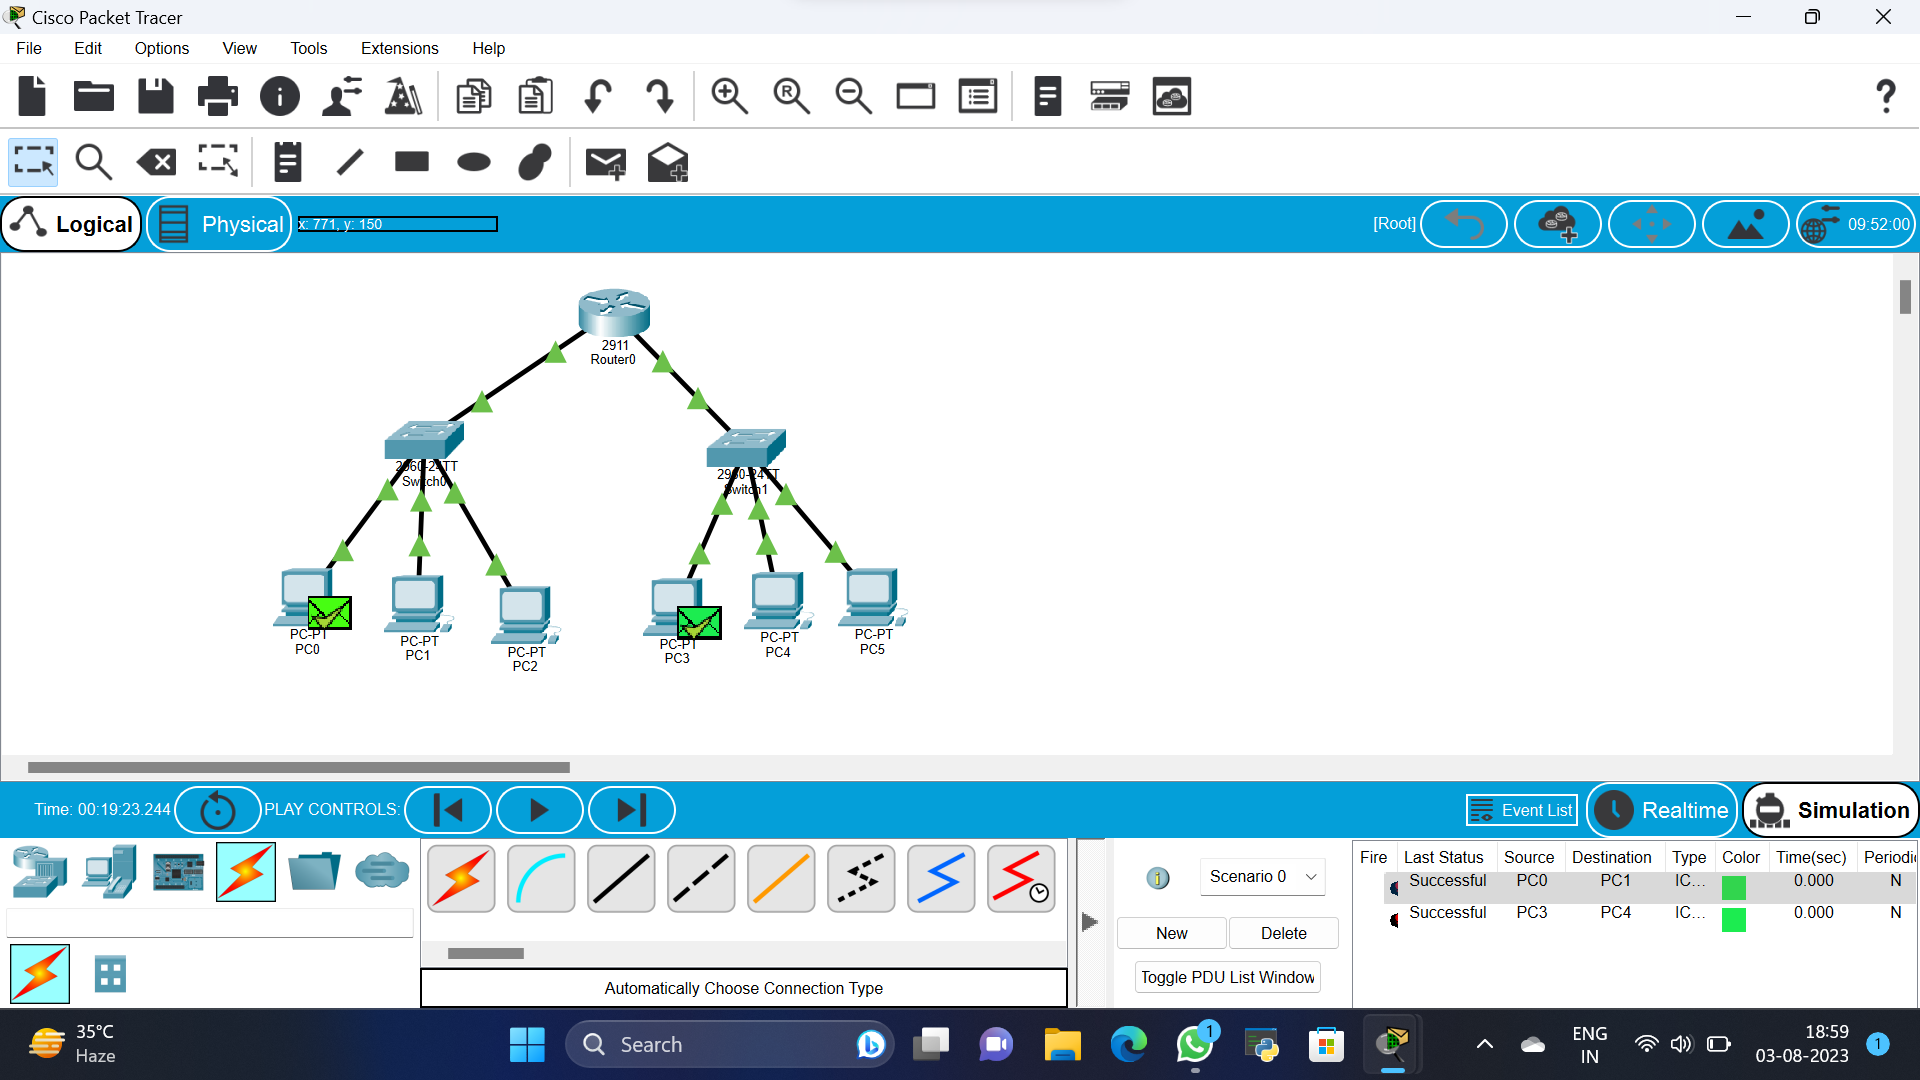 Cisco Packet Tracer
File Edit Options View Tools Extensions Help
Logical Physical x: 771, y: 150 [Root] 09:52:00
2911
Router0
2960-24TT
Switch0
2960-24TT
Switch1
PC-PT
PC0
PC-PT
PC1
PC-PT
PC2
PC-PT
PC3
PC-PT
PC4
PC-PT
PC5
Time: 00:19:23.244 PLAY CONTROLS: Event List Realtime Simulation
Scenario 0
New Delete
Toggle PDU List Window
Fire Last Status Source Destination Type Color Time(sec) Periodic
Successful PC0 PC1 IC... 0.000 N
Successful PC3 PC4 IC... 0.000 N
Automatically Choose Connection Type
35°C
Haze
Search
1
ENG
IN
18:59
03-08-2023
1